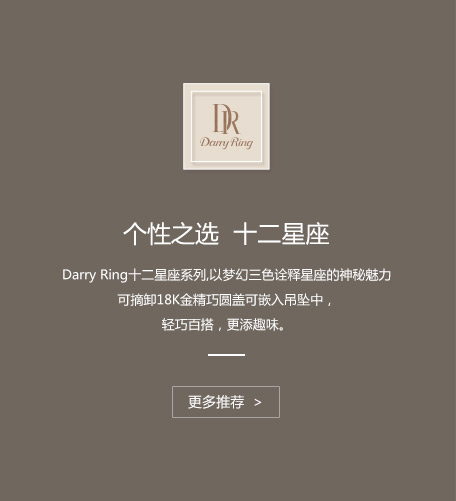 DR
Darry Ring
个性之选 十二星座
Darry Ring十二星座系列,以梦幻三色诠释星座的神秘魅力
可摘卸18K金精巧圆盖可嵌入吊坠中，
轻巧百搭，更添趣味。
更多推荐 >